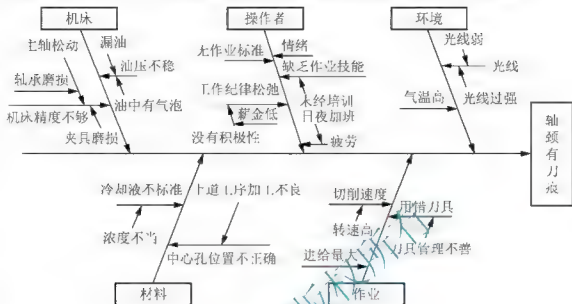 机床
操作者
环境
主轴松动
漏油
油压不稳
轴承磨损
油中有气泡
机床精度不够
夹具磨损
无作业标准
情绪
缺乏作业技能
工作纪律松弛
未经培训
薪金低
日夜加班
没有积极性
疲劳
光线弱
光线
气温高
光线过强
轴颈有刀痕
冷却液不标准
上道工序加工不良
浓度不当
中心孔位置不正确
切削速度
用错刀具
转速高
进给量大
刀具管理不善
材料
作业